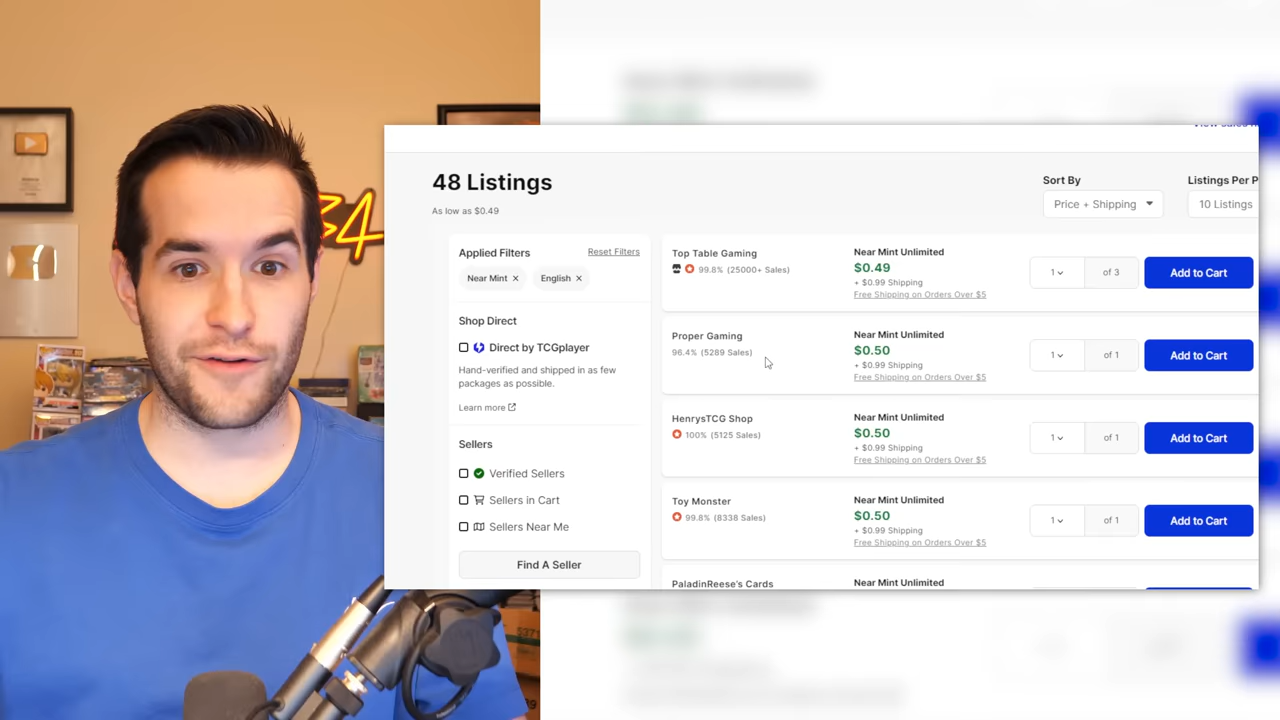 34
48 Listings
As low as $0.49
Sort By
Price + Shipping
Listings Per P
10 Listings
Applied Filters
Reset Filters
Near Mint ×
English ×
Shop Direct
Direct by TCGplayer
Hand-verified and shipped in as few
packages as possible.
Learn more
Sellers
Verified Sellers
Sellers in Cart
Sellers Near Me
Find A Seller
Top Table Gaming
99.8% (25000+ Sales)
Near Mint Unlimited
$0.49
+ $0.99 Shipping
Free Shipping on Orders Over $5
1
of 3
Add to Cart
Proper Gaming
96.4% (5289 Sales)
Near Mint Unlimited
$0.50
+ $0.99 Shipping
Free Shipping on Orders Over $5
1
of 1
Add to Cart
HenrysTCG Shop
100% (5125 Sales)
Near Mint Unlimited
$0.50
+ $0.99 Shipping
Free Shipping on Orders Over $5
1
of 1
Add to Cart
Toy Monster
99.8% (8338 Sales)
Near Mint Unlimited
$0.50
+ $0.99 Shipping
Free Shipping on Orders Over $5
1
of 1
Add to Cart
PaladinReese's Cards
Near Mint Unlimited